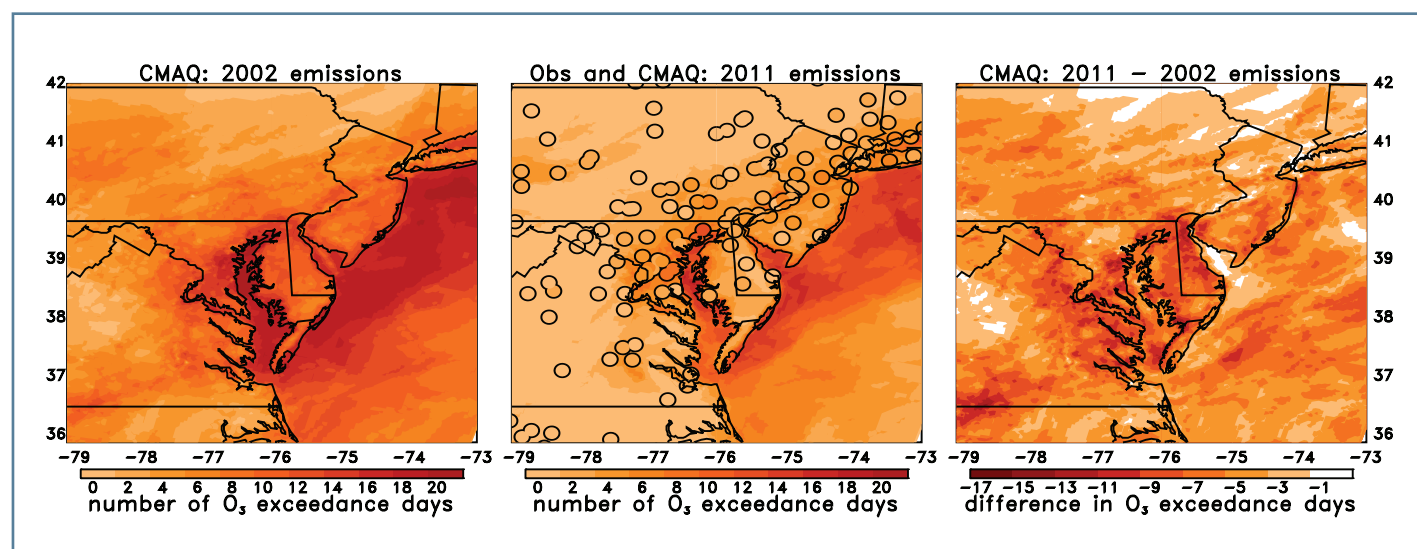 CMAQ: 2002 emissions
Obs and CMAQ: 2011 emissions
CMAQ: 2011 − 2002 emissions
42
41
40
39
38
37
36
42
41
40
39
38
37
36
−79 −78 −77 −76 −75 −74 −73
−79 −78 −77 −76 −75 −74 −73
−79 −78 −77 −76 −75 −74 −73
0 2 4 6 8 10 12 14 16 18 20
0 2 4 6 8 10 12 14 16 18 20
−17 −15 −13 −11 −9 −7 −5 −3 −1
number of O₃ exceedance days
number of O₃ exceedance days
difference in O₃ exceedance days